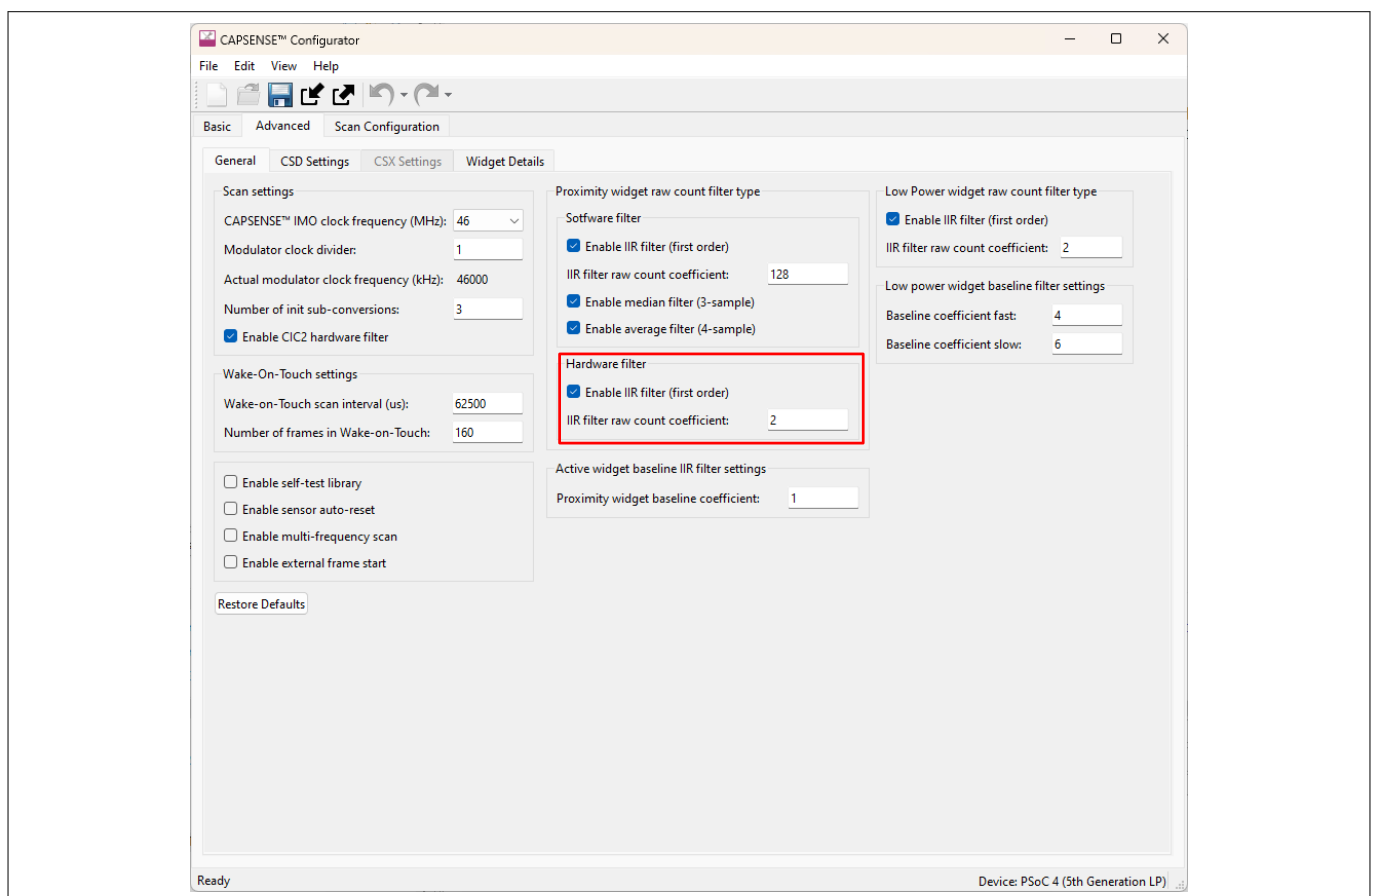 CAPSENSE™ Configurator
File Edit View Help
Basic Advanced Scan Configuration
General CSD Settings CSX Settings Widget Details
Scan settings
CAPSENSE™ IMO clock frequency (MHz): 46
Modulator clock divider: 1
Actual modulator clock frequency (kHz): 46000
Number of init sub-conversions: 3
Enable CIC2 hardware filter
Wake-On-Touch settings
Wake-on-Touch scan interval (us): 62500
Number of frames in Wake-on-Touch: 160
Enable self-test library
Enable sensor auto-reset
Enable multi-frequency scan
Enable external frame start
Restore Defaults
Proximity widget raw count filter type
Sotfware filter
Enable IIR filter (first order)
IIR filter raw count coefficient: 128
Enable median filter (3-sample)
Enable average filter (4-sample)
Hardware filter
Enable IIR filter (first order)
IIR filter raw count coefficient: 2
Active widget baseline IIR filter settings
Proximity widget baseline coefficient: 1
Low Power widget raw count filter type
Enable IIR filter (first order)
IIR filter raw count coefficient: 2
Low power widget baseline filter settings
Baseline coefficient fast: 4
Baseline coefficient slow: 6
Ready
Device: PSoC 4 (5th Generation LP)